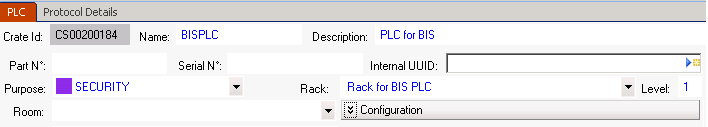 PLC Protocol Details
Crate Id: CS00200184 Name: BISPLC Description: PLC for BIS
Part N°: Serial N°: Internal UUID:
Purpose: SECURITY Rack: Rack for BIS PLC Level: 1
Room: Configuration